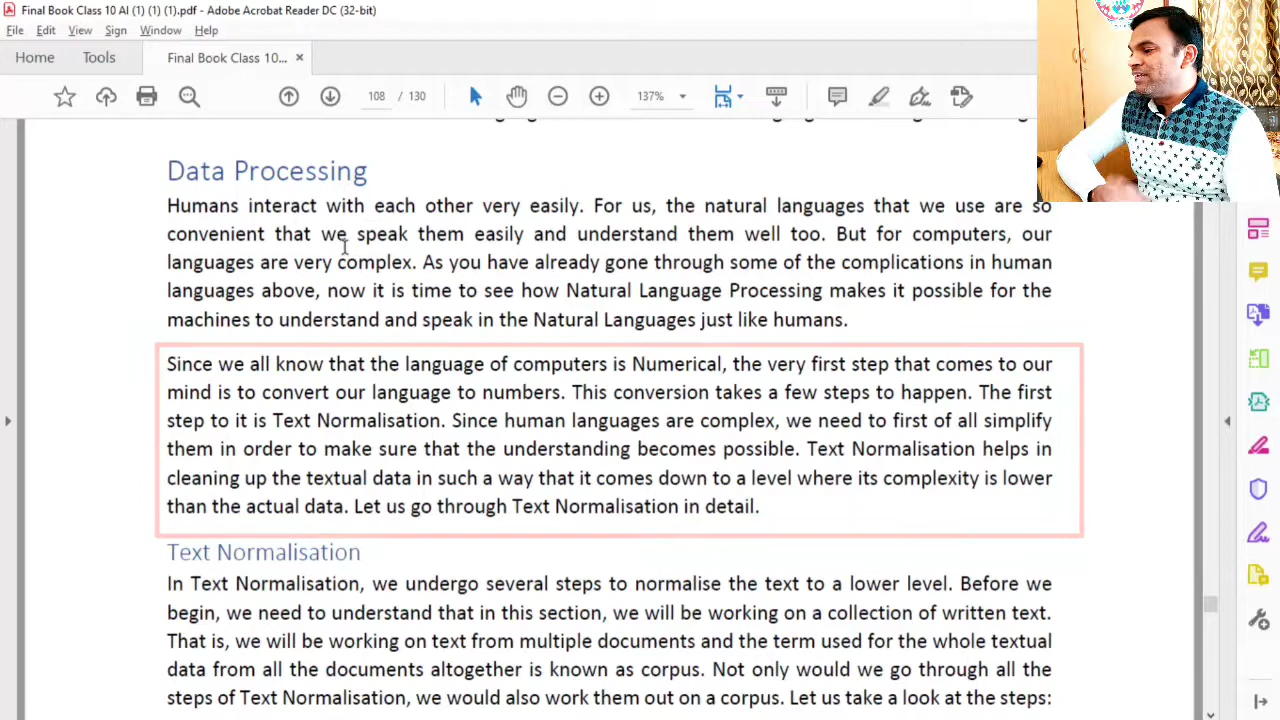 Final Book Class 10 AI (1) (1) (1).pdf - Adobe Acrobat Reader DC (32-bit)
File Edit View Sign Window Help
Home Tools Final Book Class 10... ×
108 / 130 137%
Data Processing
Humans interact with each other very easily. For us, the natural languages that we use are so
convenient that we speak them easily and understand them well too. But for computers, our
languages are very complex. As you have already gone through some of the complications in human
languages above, now it is time to see how Natural Language Processing makes it possible for the
machines to understand and speak in the Natural Languages just like humans.
Since we all know that the language of computers is Numerical, the very first step that comes to our
mind is to convert our language to numbers. This conversion takes a few steps to happen. The first
step to it is Text Normalisation. Since human languages are complex, we need to first of all simplify
them in order to make sure that the understanding becomes possible. Text Normalisation helps in
cleaning up the textual data in such a way that it comes down to a level where its complexity is lower
than the actual data. Let us go through Text Normalisation in detail.
Text Normalisation
In Text Normalisation, we undergo several steps to normalise the text to a lower level. Before we
begin, we need to understand that in this section, we will be working on a collection of written text.
That is, we will be working on text from multiple documents and the term used for the whole textual
data from all the documents altogether is known as corpus. Not only would we go through all the
steps of Text Normalisation, we would also work them out on a corpus. Let us take a look at the steps: